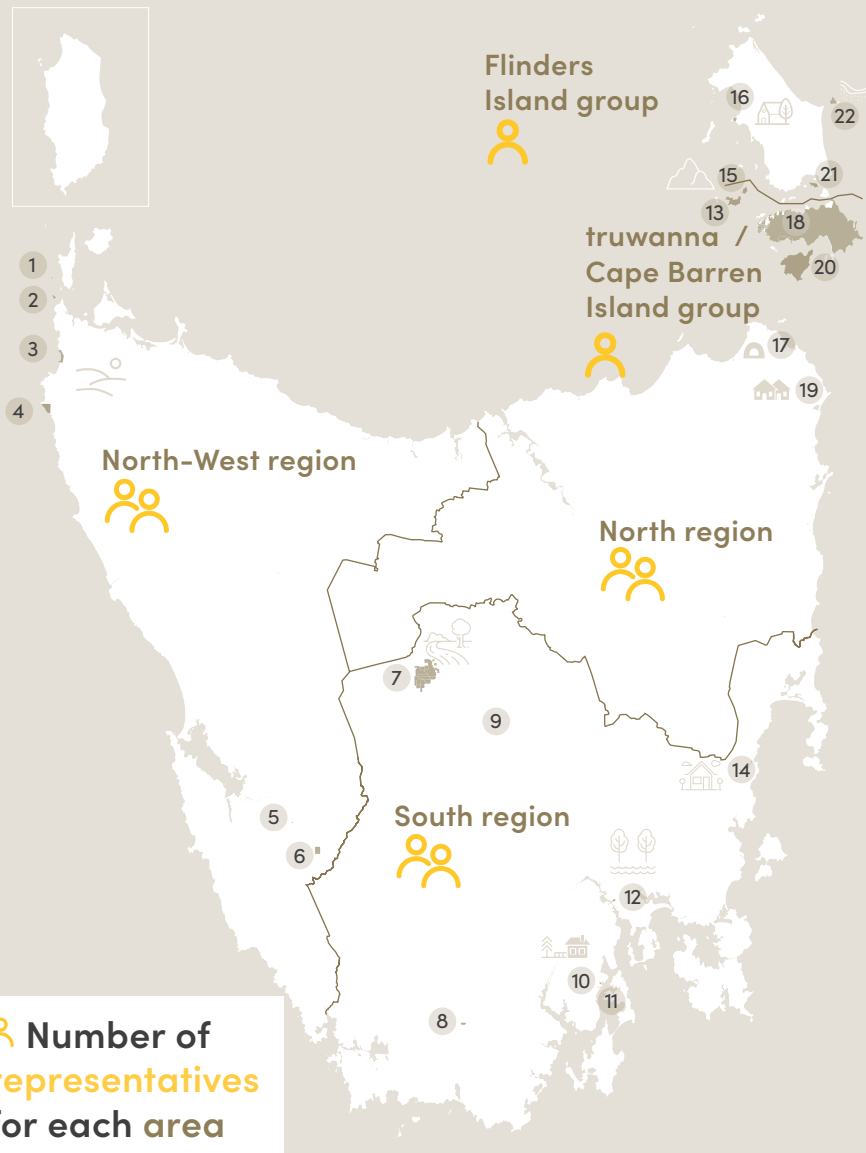 Flinders
Island group
16
22
15
21
13
18
truwanna /
Cape Barren
Island group
20
1
2
3
4
17
19
North-West region
North region
7
9
14
5
South region
6
12
10
11
8
Number of
representatives
for each area